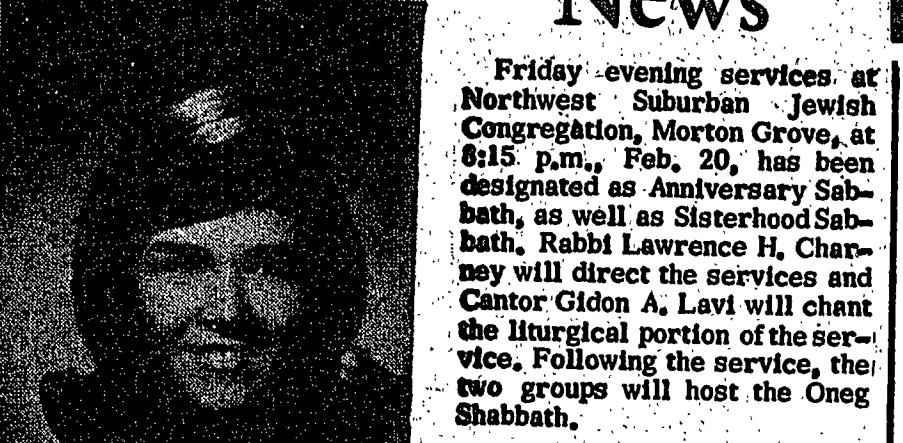 News
Friday evening services at
Northwest Suburban Jewish
Congregation, Morton Grove, at
8:15 p.m., Feb. 20, has been
designated as Anniversary Sab-
bath, as well as Sisterhood Sab-
bath. Rabbi Lawrence H. Char-
ney will direct the services and
Cantor Gidon A. Lavi will chant
the liturgical portion of the ser-
vice. Following the service, the
two groups will host the Oneg
Shabbath.